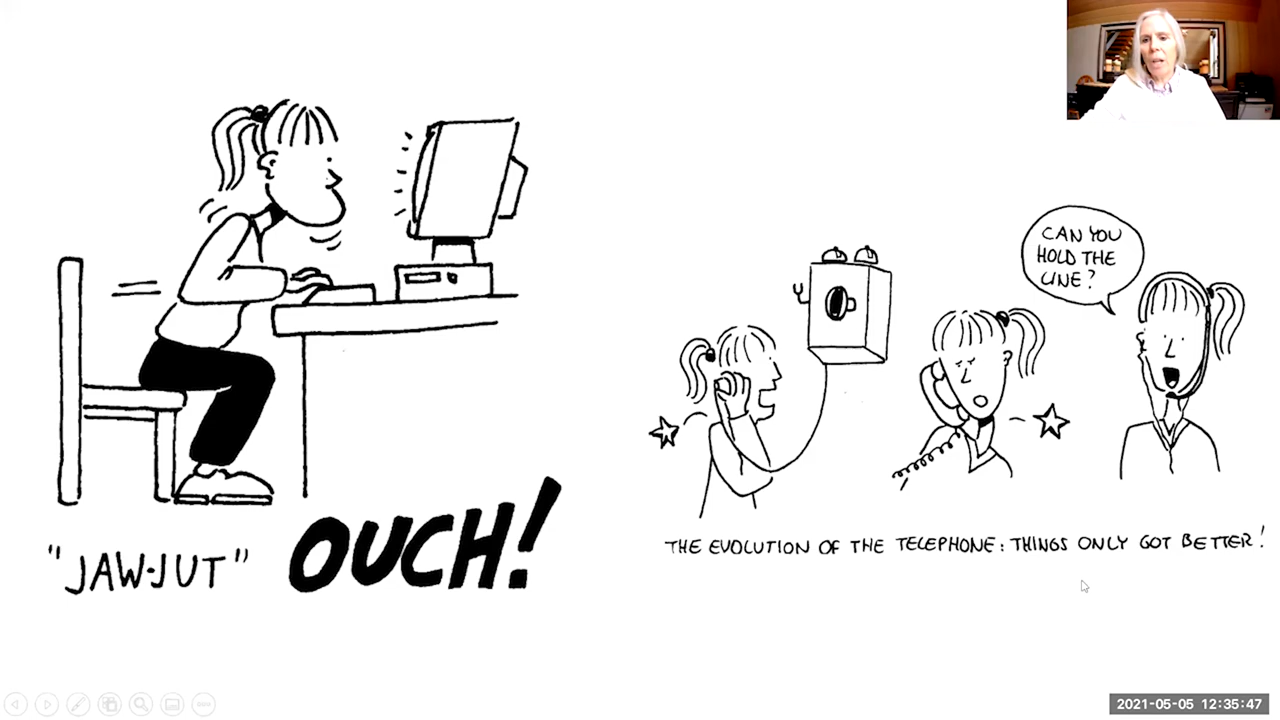 "JAW-JUT"
OUCH!
CAN YOU
HOLD THE
LINE?
THE EVOLUTION OF THE TELEPHONE: THINGS ONLY GOT BETTER!
2021-05-05 12:35:47